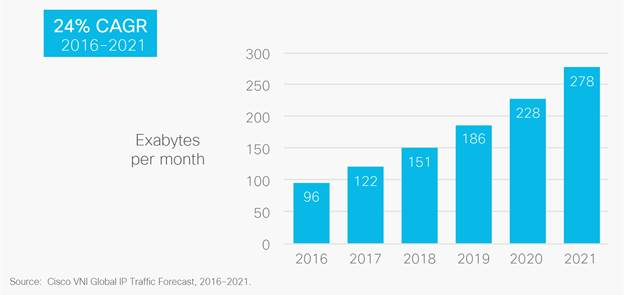 24% CAGR
2016–2021
Exabytes
per month
300
250
200
150
100
50
0
96
122
151
186
228
278
2016 2017 2018 2019 2020 2021
Source: Cisco VNI Global IP Traffic Forecast, 2016–2021.